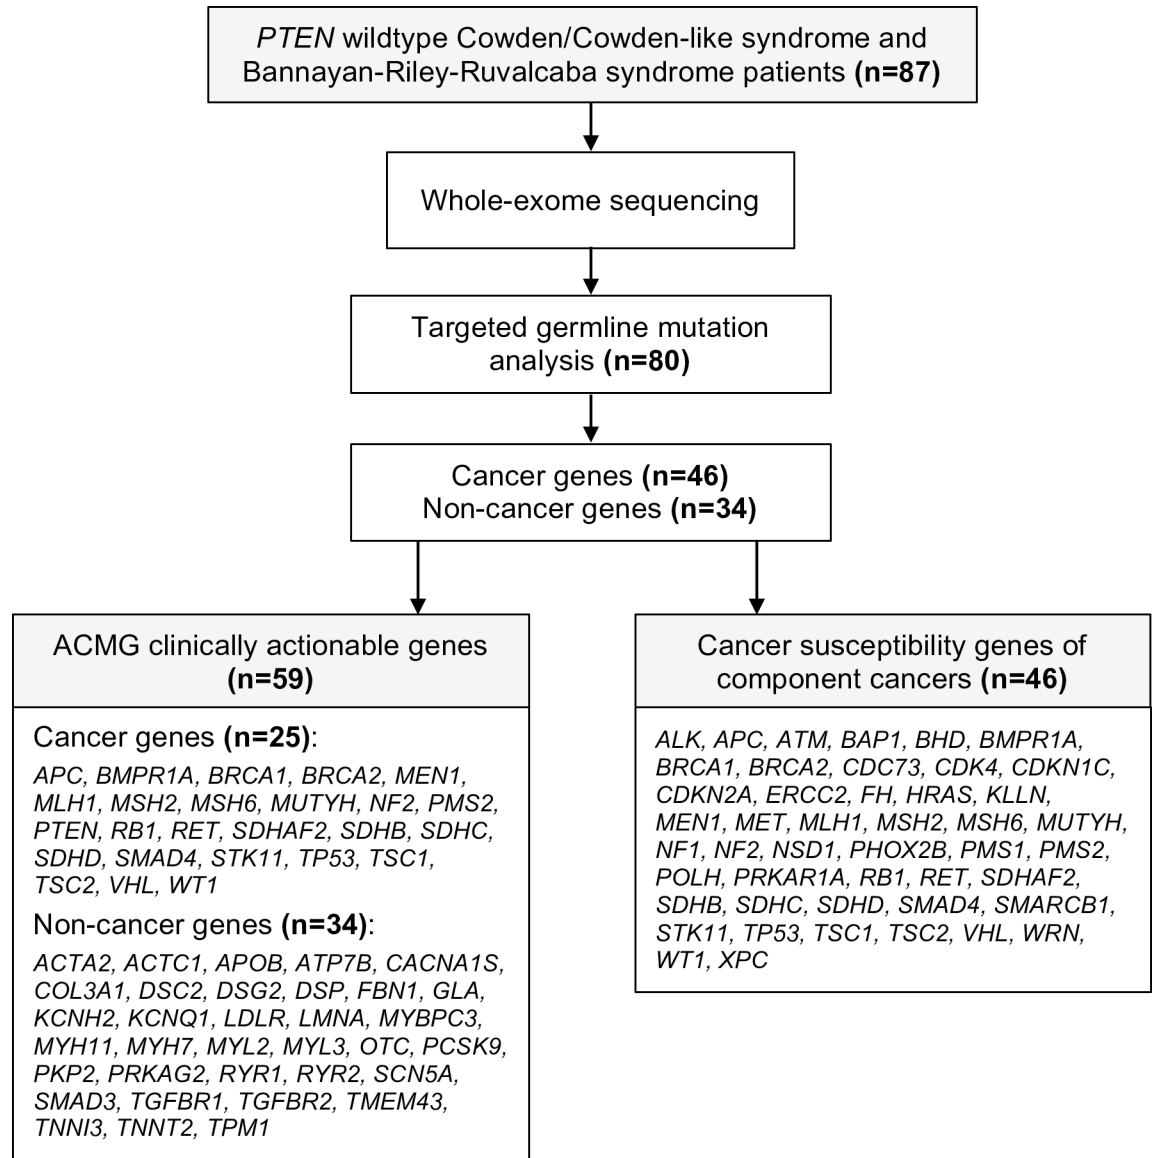 PTEN wildtype Cowden/Cowden-like syndrome and
Bannayan-Riley-Ruvalcaba syndrome patients (n=87)
Whole-exome sequencing
Targeted germline mutation
analysis (n=80)
Cancer genes (n=46)
Non-cancer genes (n=34)
ACMG clinically actionable genes
(n=59)
Cancer genes (n=25):
APC, BMPR1A, BRCA1, BRCA2, MEN1,
MLH1, MSH2, MSH6, MUTYH, NF2, PMS2,
PTEN, RB1, RET, SDHAF2, SDHB, SDHC,
SDHD, SMAD4, STK11, TP53, TSC1,
TSC2, VHL, WT1
Non-cancer genes (n=34):
ACTA2, ACTC1, APOB, ATP7B, CACNA1S,
COL3A1, DSC2, DSG2, DSP, FBN1, GLA,
KCNH2, KCNQ1, LDLR, LMNA, MYBPC3,
MYH11, MYH7, MYL2, MYL3, OTC, PCSK9,
PKP2, PRKAG2, RYR1, RYR2, SCN5A,
SMAD3, TGFBR1, TGFBR2, TMEM43,
TNNI3, TNNT2, TPM1
Cancer susceptibility genes of
component cancers (n=46)
ALK, APC, ATM, BAP1, BHD, BMPR1A,
BRCA1, BRCA2, CDC73, CDK4, CDKN1C,
CDKN2A, ERCC2, FH, HRAS, KLLN,
MEN1, MET, MLH1, MSH2, MSH6, MUTYH,
NF1, NF2, NSD1, PHOX2B, PMS1, PMS2,
POLH, PRKAR1A, RB1, RET, SDHAF2,
SDHB, SDHC, SDHD, SMAD4, SMARCB1,
STK11, TP53, TSC1, TSC2, VHL, WRN,
WT1, XPC